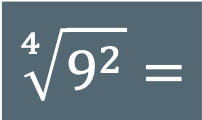 ⁴√9² =